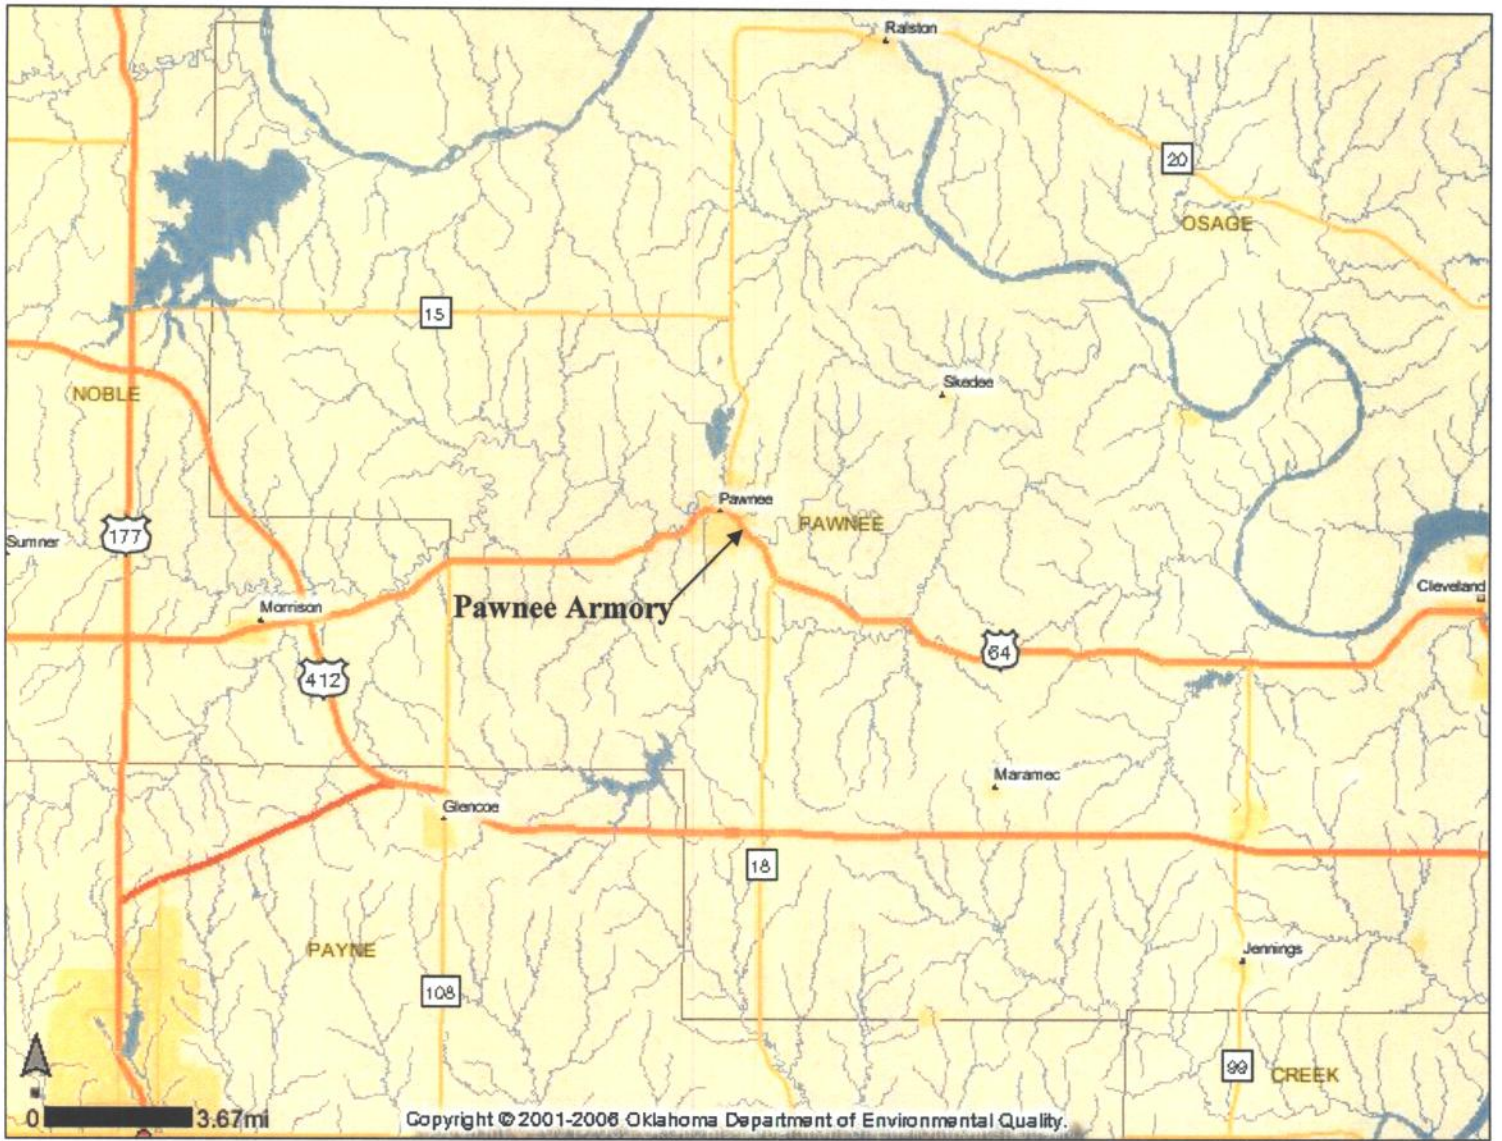 Ralston
20
OSAGE
15
Skedee
NOBLE
Pawnee
PAWNEE
177
Sumner
Cleveland
Morrison
Pawnee Armory
64
412
Maramec
Glencoe
18
PAYNE
Jennings
108
99
CREEK
0 3.67mi
Copyright © 2001-2006 Oklahoma Department of Environmental Quality.